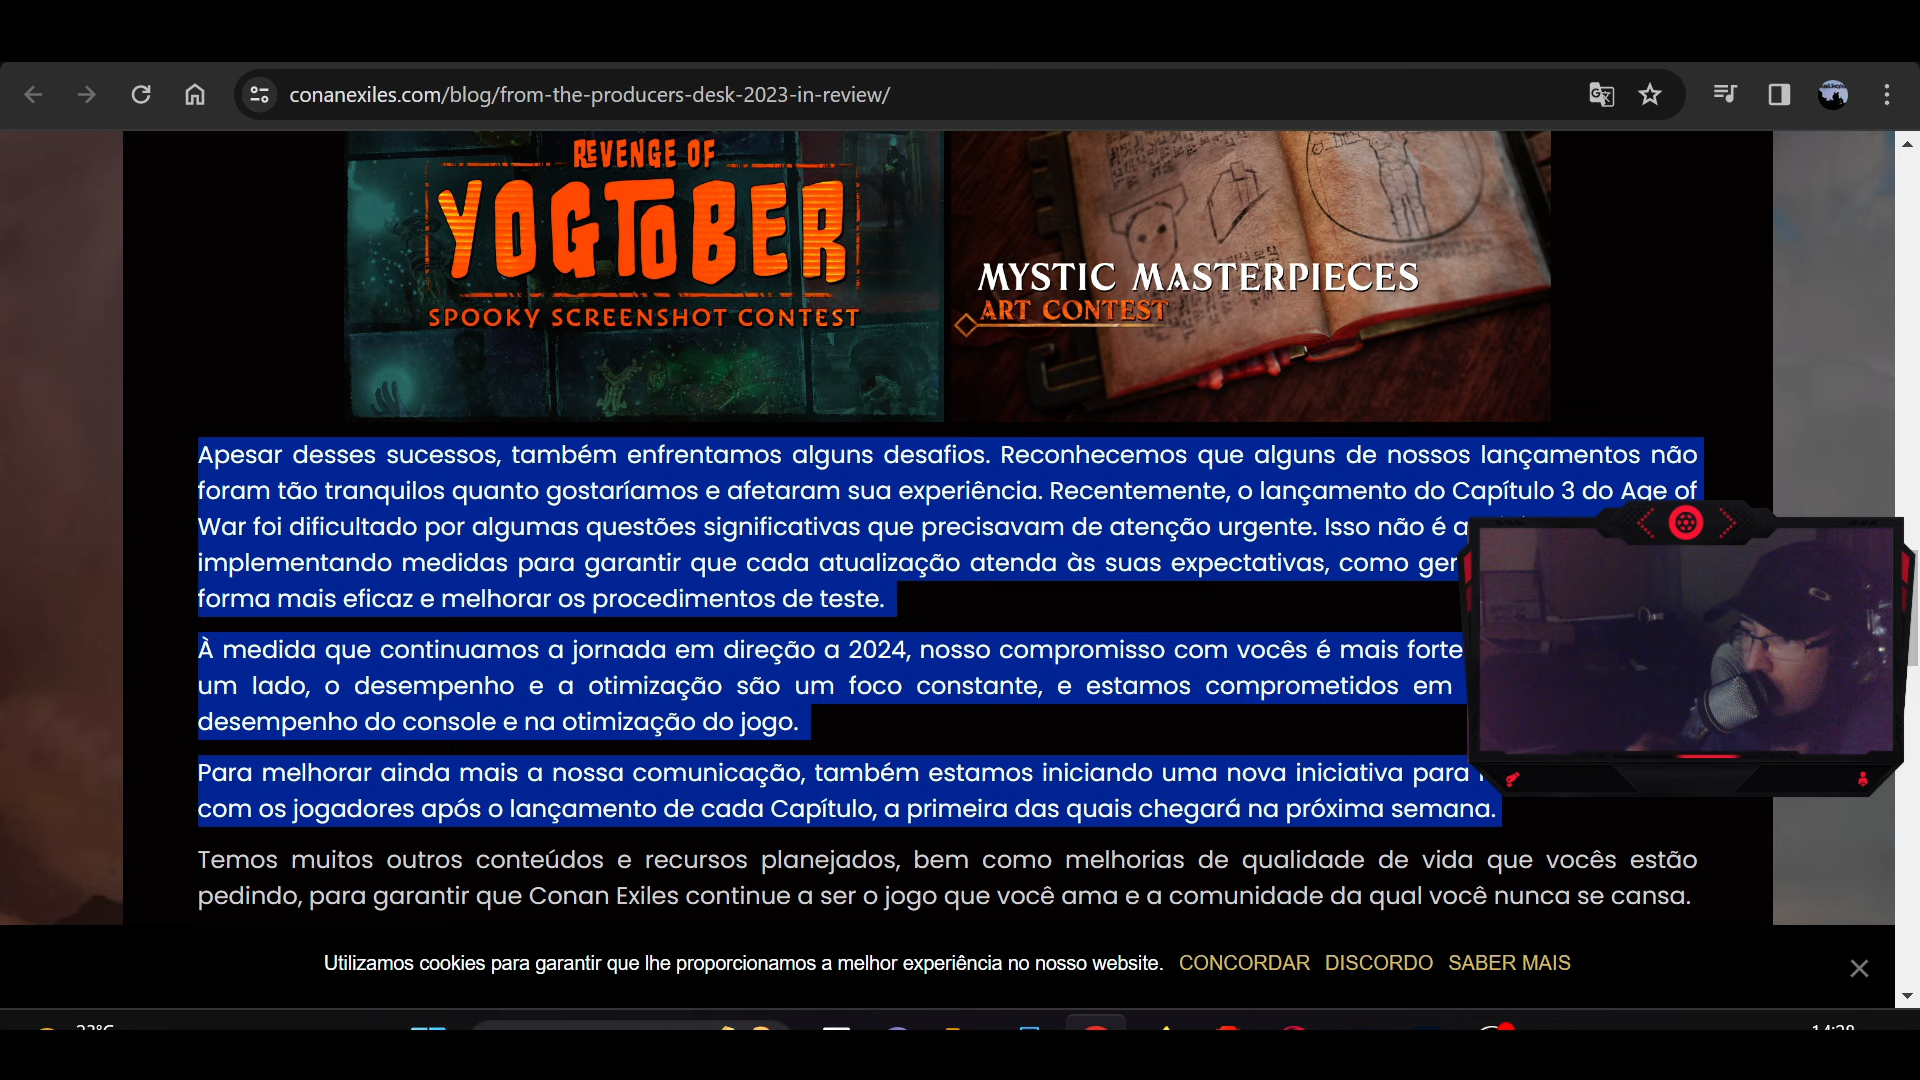 conanexiles.com/blog/from-the-producers-desk-2023-in-review/
REVENGE OF
YOGTOBER
SPOOKY SCREENSHOT CONTEST
MYSTIC MASTERPIECES
ART CONTEST
Apesar desses sucessos, também enfrentamos alguns desafios. Reconhecemos que alguns de nossos lançamentos não
foram tão tranquilos quanto gostaríamos e afetaram sua experiência. Recentemente, o lançamento do Capítulo 3 do Age of
War foi dificultado por algumas questões significativas que precisavam de atenção urgente. Isso não é
implementando medidas para garantir que cada atualização atenda às suas expectativas, como
forma mais eficaz e melhorar os procedimentos de teste.
À medida que continuamos a jornada em direção a 2024, nosso compromisso com vocês é mais forte
um lado, o desempenho e a otimização são um foco constante, e estamos comprometidos em
desempenho do console e na otimização do jogo.
Para melhorar ainda mais a nossa comunicação, também estamos iniciando uma nova iniciativa para
com os jogadores após o lançamento de cada Capítulo, a primeira das quais chegará na próxima semana.
Temos muitos outros conteúdos e recursos planejados, bem como melhorias de qualidade de vida que vocês estão
pedindo, para garantir que Conan Exiles continue a ser o jogo que você ama e a comunidade da qual você nunca se cansa.
Utilizamos cookies para garantir que lhe proporcionamos a melhor experiência no nosso website. CONCORDAR DISCORDO SABER MAIS